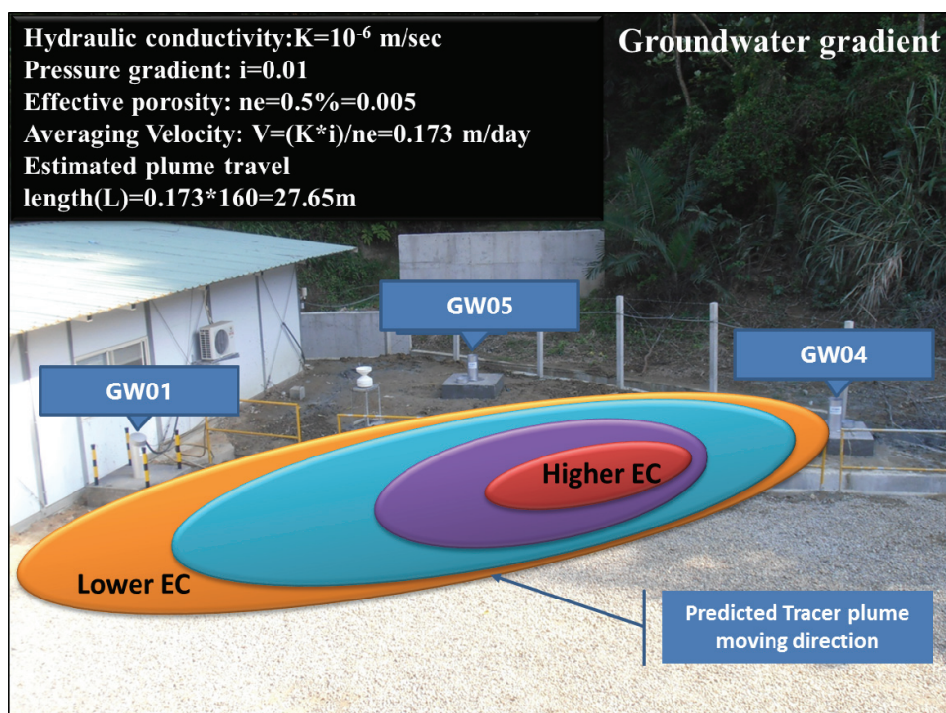 Hydraulic conductivity:K=10⁻⁶ m/sec
Pressure gradient: i=0.01
Effective porosity: ne=0.5%=0.005
Averaging Velocity: V=(K*i)/ne=0.173 m/day
Estimated plume travel
length(L)=0.173*160=27.65m
Groundwater gradient
GW05
GW04
GW01
Higher EC
Lower EC
Predicted Tracer plume
moving direction